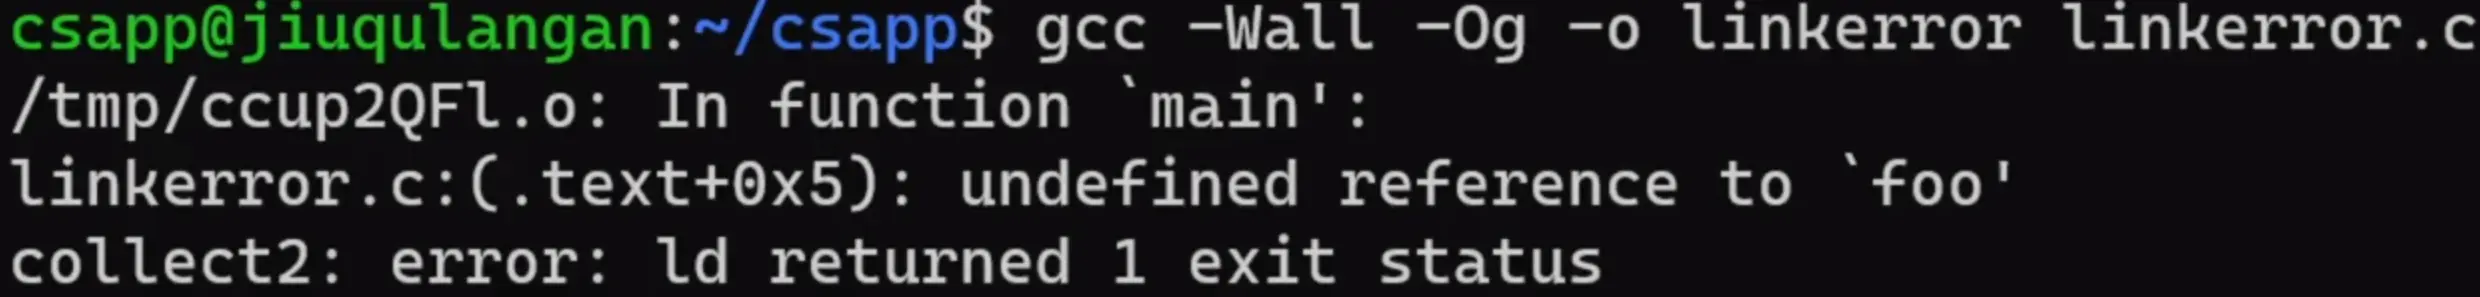 csapp@jiuqulangan:~/csapp$ gcc -Wall -Og -o linkerror linkerror.c
/tmp/ccup2QFl.o: In function `main':
linkerror.c:(.text+0x5): undefined reference to `foo'
collect2: error: ld returned 1 exit status